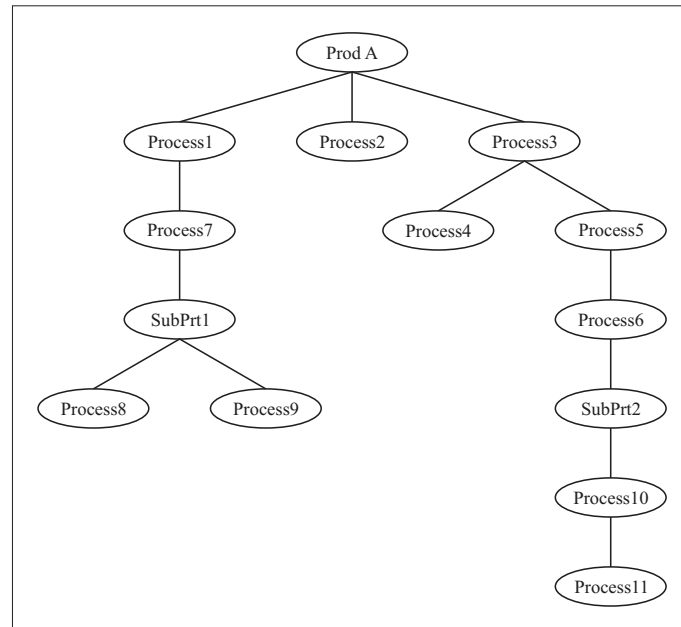 Prod A
Process1
Process2
Process3
Process7
Process4
Process5
SubPrt1
Process6
Process8
Process9
SubPrt2
Process10
Process11